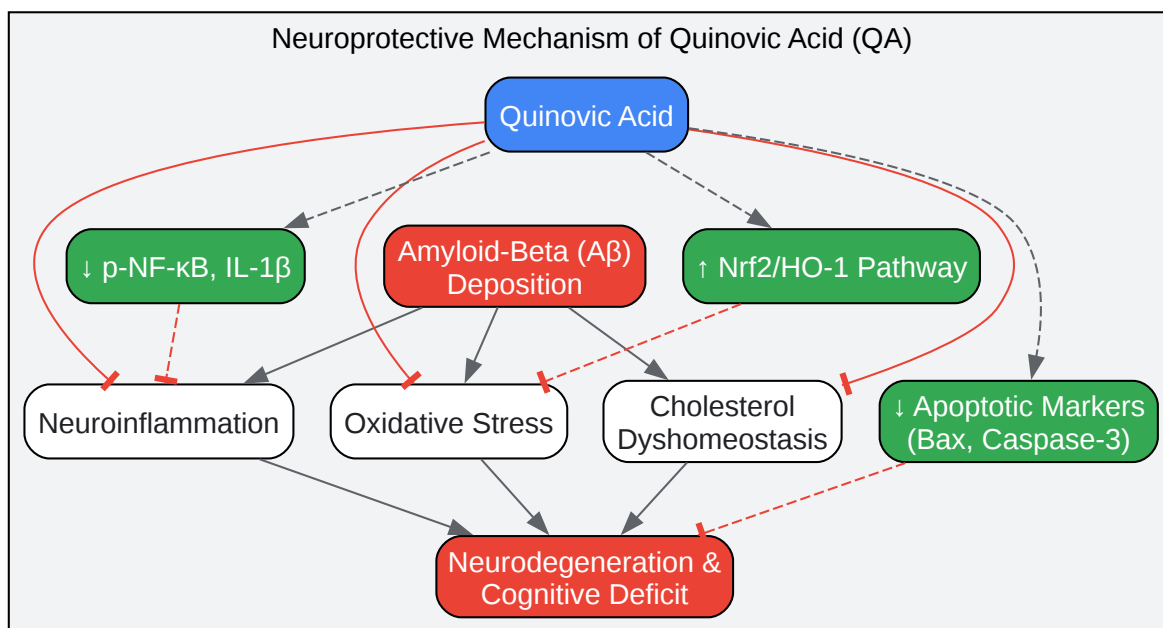 Neuroprotective Mechanism of Quinovic Acid (QA)
Quinovic Acid
↓ p-NF-κB, IL-1β
Amyloid-Beta (Aβ)
Deposition
↑ Nrf2/HO-1 Pathway
Neuroinflammation
Oxidative Stress
Cholesterol
Dyshomeostasis
↓ Apoptotic Markers
(Bax, Caspase-3)
Neurodegeneration &
Cognitive Deficit